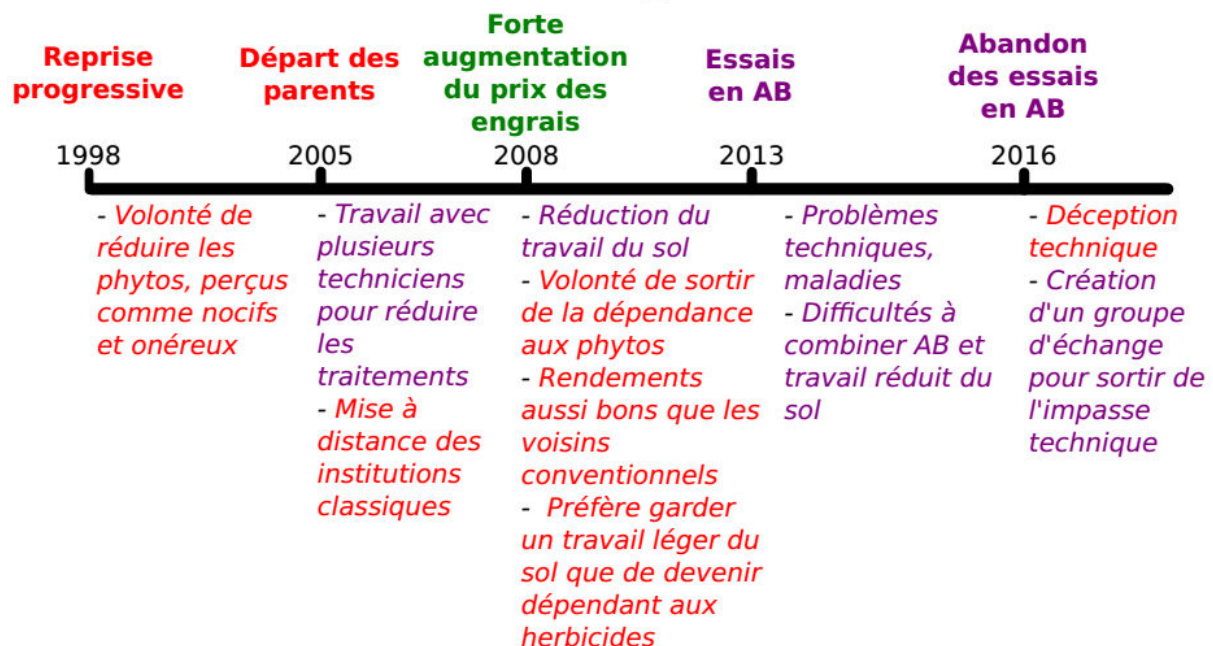 Reprise
progressive
Départ des
parents
Forte
augmentation
du prix des
engrais
Essais
en AB
Abandon
des essais
en AB
1998
2005
2008
2013
2016
- Volonté de
réduire les
phytos, perçus
comme nocifs
et onéreux
- Travail avec
plusieurs
techniciens
pour réduire
les
traitements
- Mise à
distance des
institutions
classiques
- Réduction du
travail du sol
- Volonté de sortir
de la dépendance
aux phytos
- Rendements
aussi bons que les
voisins
conventionnels
- Préfère garder
un travail léger du
sol que de devenir
dépendant aux
herbicides
- Problèmes
techniques,
maladies
- Difficultés à
combiner AB et
travail réduit du
sol
- Déception
technique
- Création
d'un groupe
d'échange
pour sortir de
l'impasse
technique